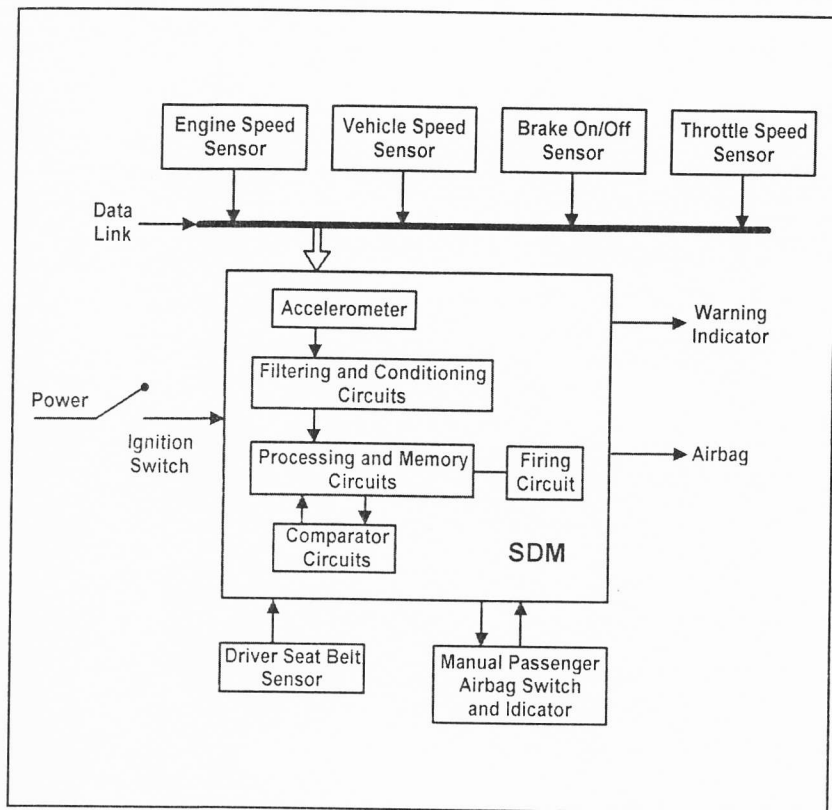 Engine Speed
Sensor
Vehicle Speed
Sensor
Brake On/Off
Sensor
Throttle Speed
Sensor
Data
Link
Accelerometer
Warning
Indicator
Filtering and Conditioning
Circuits
Power
Ignition
Switch
Processing and Memory
Circuits
Firing
Circuit
Airbag
Comparator
Circuits
SDM
Driver Seat Belt
Sensor
Manual Passenger
Airbag Switch
and Idicator